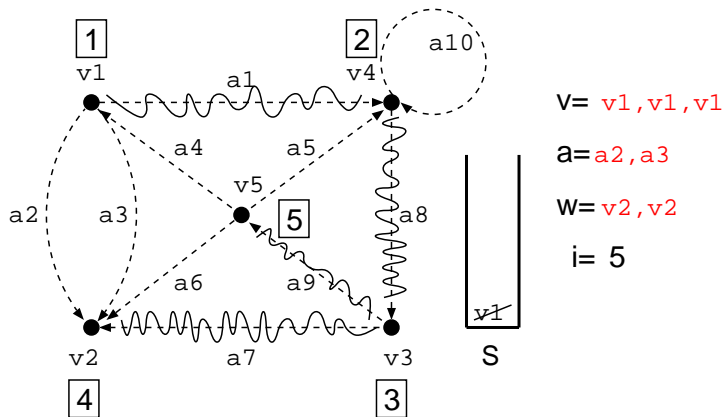 1
2
v1
a1
v4
a10
v= v1,v1,v1
a4
a5
a= a2,a3
v5
a2
a3
5
a8
w= v2,v2
a6
a9
i= 5
v1
v2
a7
v3
S
4
3